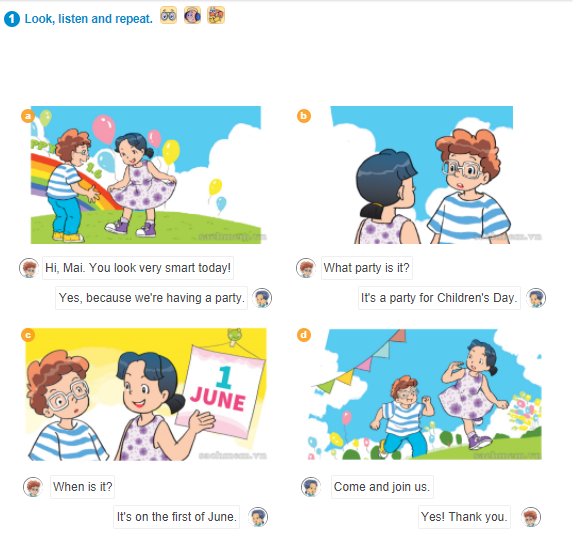 1 Look, listen and repeat.
a
b
Hi, Mai. You look very smart today!
Yes, because we're having a party.
What party is it?
It's a party for Children's Day.
c
1
JUNE
d
When is it?
It's on the first of June.
Come and join us.
Yes! Thank you.